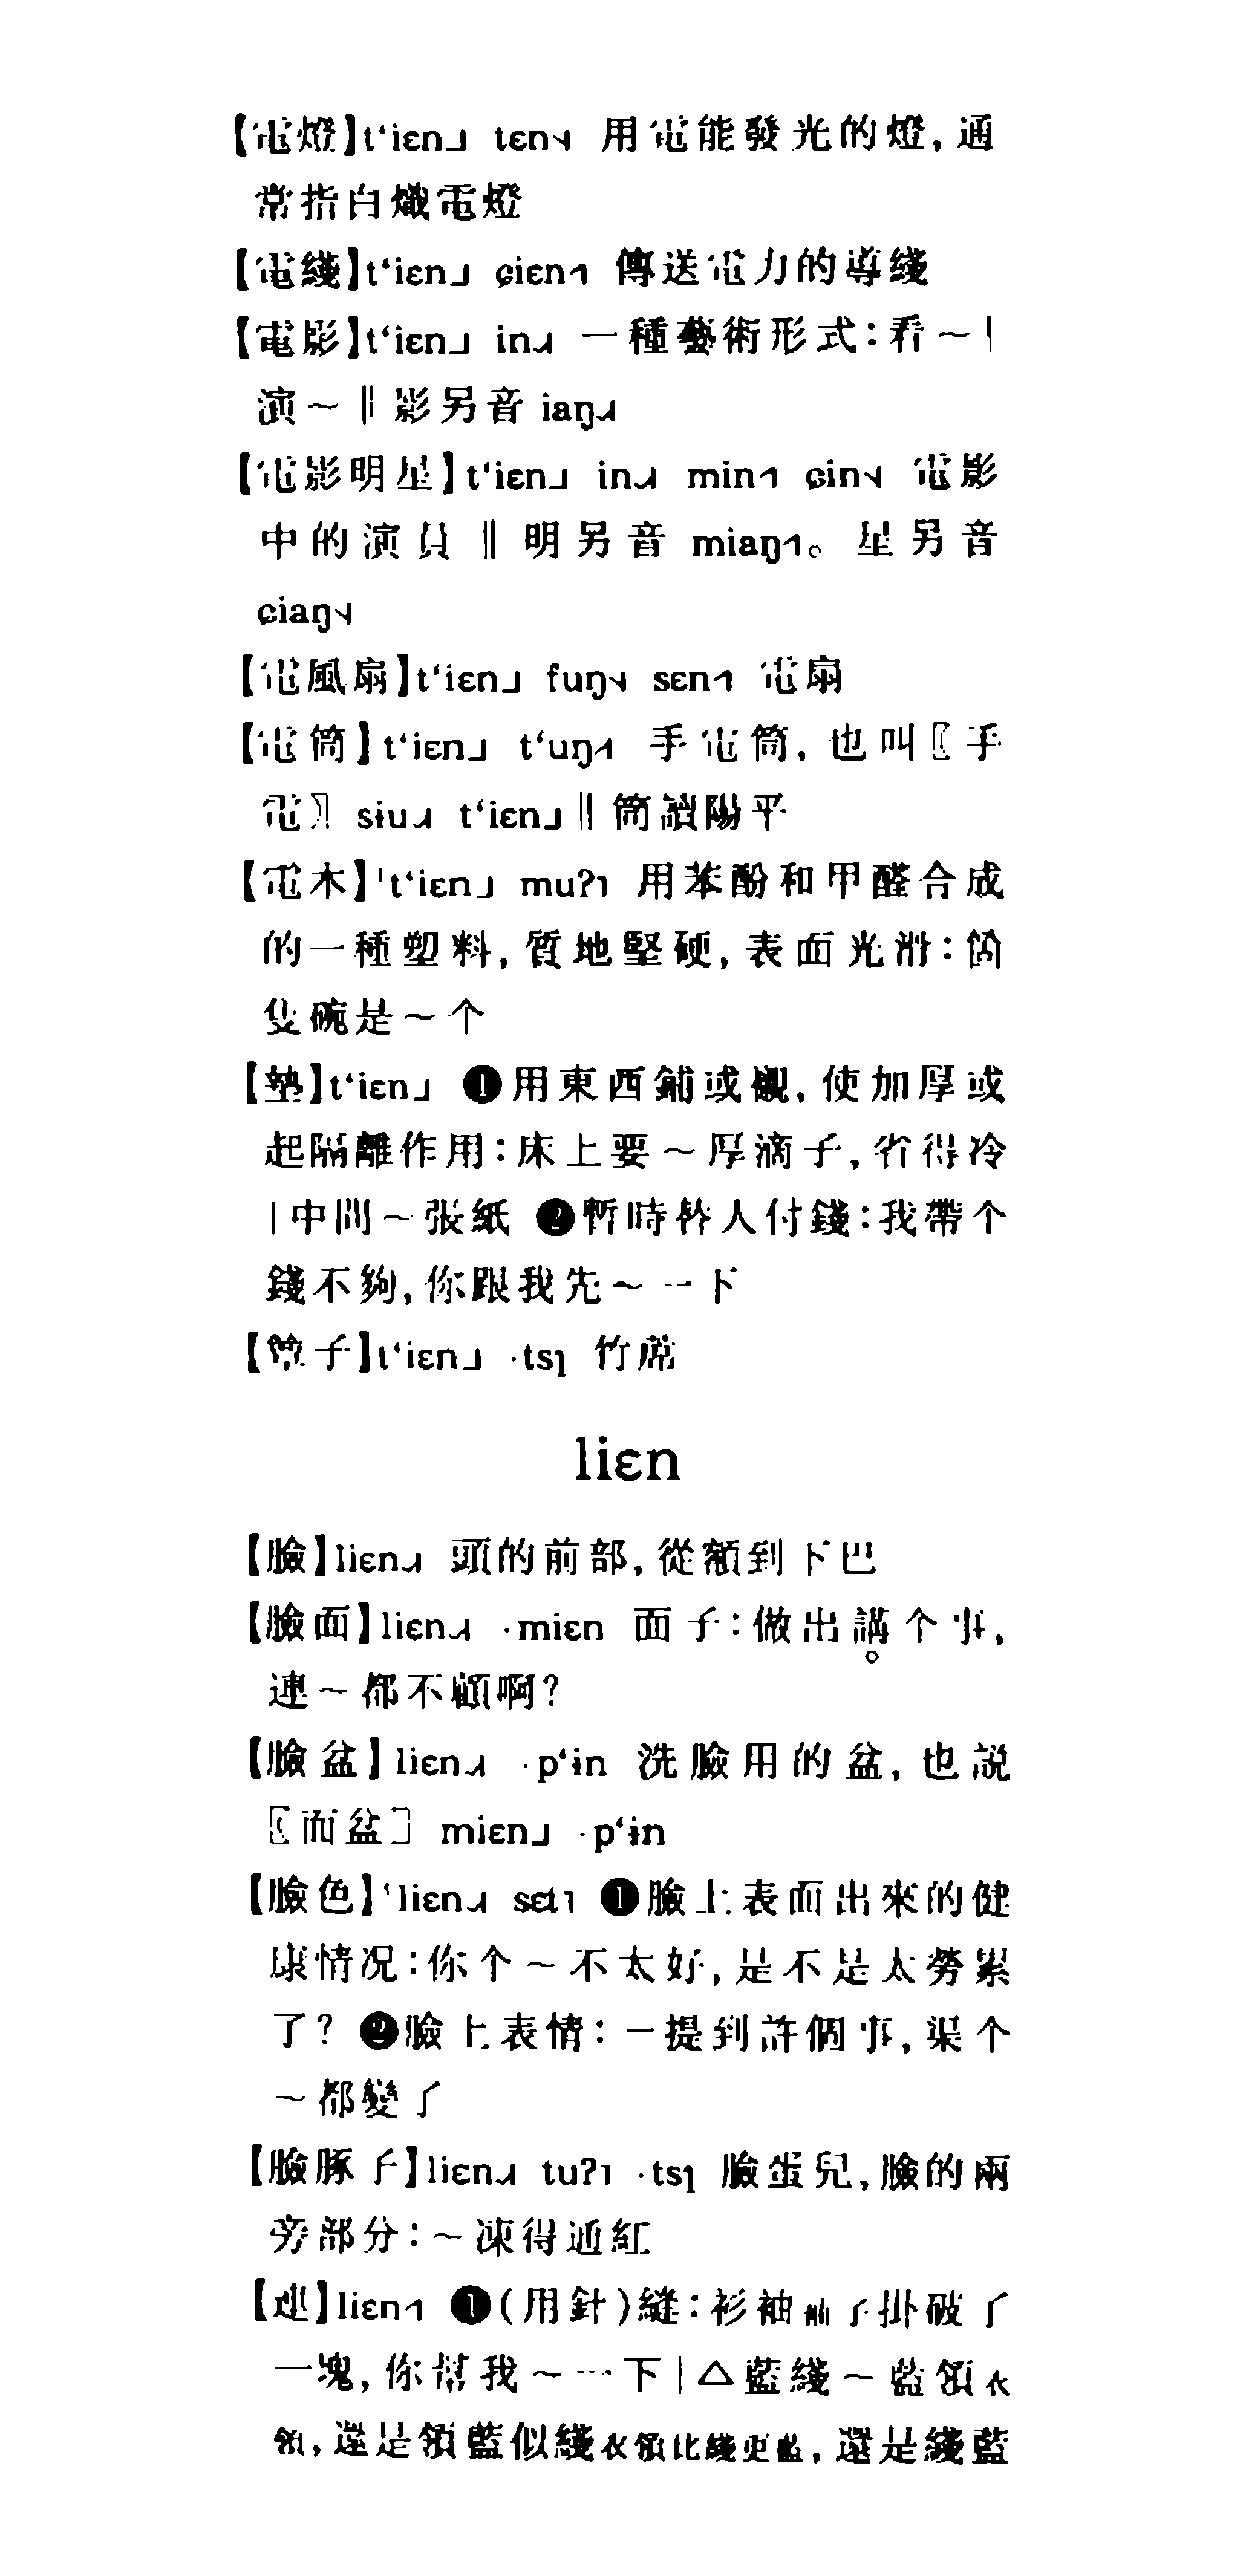 【電燈】t‘iɛn˩ tɛn˧˨ 用電能發光的燈,通
常指白熾電燈
【電綫】t‘iɛn˩ ɕiɛn˦ 傳送電力的導綫
【電影】t‘iɛn˩ in˨˦ 一種藝術形式:看~|
演~‖影另音 iaŋ˨˦
【電影明星】t‘iɛn˩ in˨˦ min˦ ɕin˧˨ 電影
中的演員‖明另音 miaŋ˦。星另音
ɕiaŋ˧˨
【電風扇】t‘iɛn˩ fuŋ˧˨ sɛn˦ 電扇
【電筒】t‘iɛn˩ t‘uŋ˨˦ 手電筒,也叫〖手
電〗siu˨˦ t‘iɛn˩‖筒讀陽平
【電木】ˈt‘iɛn˩ muʔ˥ 用苯酚和甲醛合成
的一種塑料,質地堅硬,表面光滑:箇
隻碗是~个
【墊】t‘iɛn˩ ❶用東西鋪或襯,使加厚或
起隔離作用:床上要~厚滴子,省得冷
|中間~張紙 ❷暫時替人付錢:我帶个
錢不夠,你跟我先~一下
【簟子】t‘iɛn˩ ·tsʅ 竹蓆
liɛn
【臉】liɛn˨˦ 頭的前部,從額到下巴
【臉面】liɛn˨˦ ·miɛn 面子:做出講个事,
連~都不顧啊?
【臉盆】liɛn˨˦ ·p‘ɨn 洗臉用的盆,也説
〖面盆〗 miɛn˩ ·p‘ɨn
【臉色】ˈliɛn˨˦ sɛt˥ ❶臉上表面出來的健
康情况:你个~不太好,是不是太勞累
了? ❷臉上表情:一提到許個事,渠个
~都變了
【臉豚子】liɛn˨˦ tuʔ˥ ·tsʅ 臉蛋兒,臉的兩
旁部分:~凍得通紅
【連】liɛn˦ ❶(用針)縫:衫袖袖子掛破了
一塊,你幫我~一下|△藍綫~藍領衣
領,還是領藍似綫衣領比綫更藍,還是綫藍